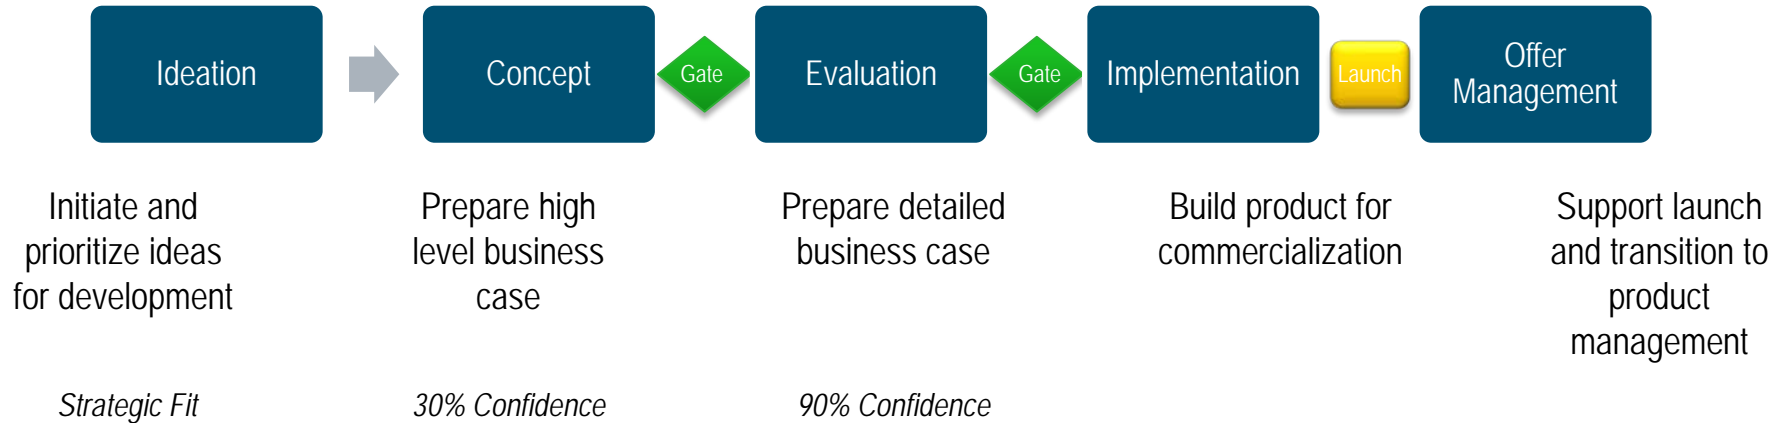 Ideation
Concept
Gate
Evaluation
Gate
Implementation
Launch
Offer
Management
Initiate and
prioritize ideas
for development
Prepare high
level business
case
Prepare detailed
business case
Build product for
commercialization
Support launch
and transition to
product
management
Strategic Fit
30% Confidence
90% Confidence